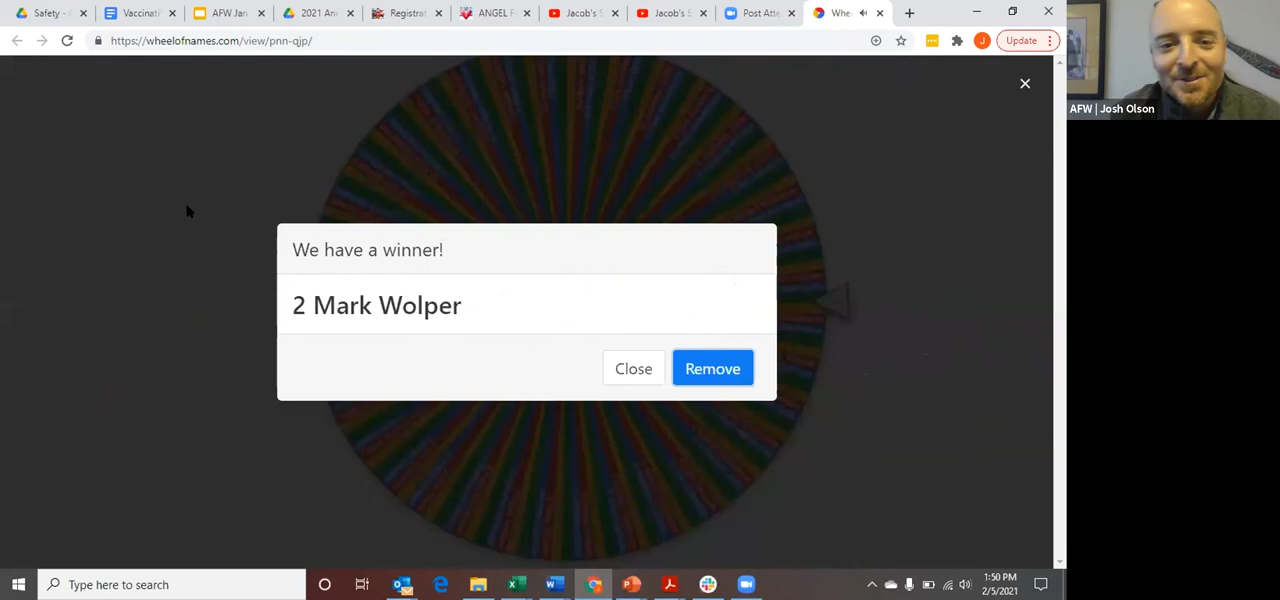 Safety - G
Vaccinati
AFW Jan
2021 An
Registrat
ANGEL F
Jacob's S
Jacob's S
Post Atte
Whe
https://wheelofnames.com/view/pnn-qjp/
J
Update
AFW | Josh Olson
We have a winner!
2 Mark Wolper
Close
Remove
Type here to search
1:50 PM
2/5/2021